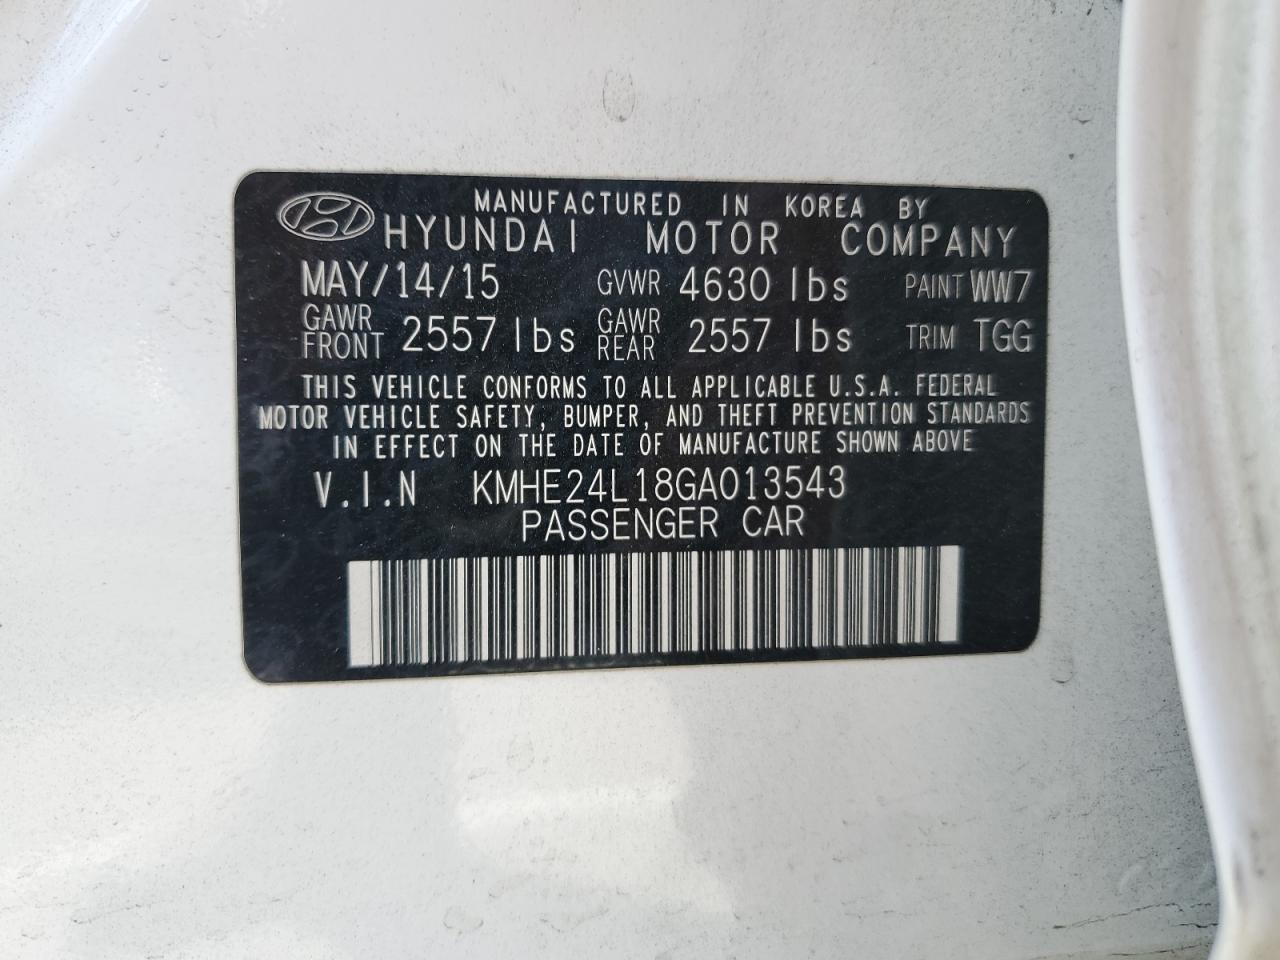 MANUFACTURED IN KOREA BY
HYUNDAI MOTOR COMPANY
MAY/14/15 GVWR 4630 lbs PAINT WW7
GAWR FRONT 2557 lbs GAWR REAR 2557 lbs TRIM TGG
THIS VEHICLE CONFORMS TO ALL APPLICABLE U.S.A. FEDERAL
MOTOR VEHICLE SAFETY, BUMPER, AND THEFT PREVENTION STANDARDS
IN EFFECT ON THE DATE OF MANUFACTURE SHOWN ABOVE
V.I.N KMHE24L18GA013543
PASSENGER CAR